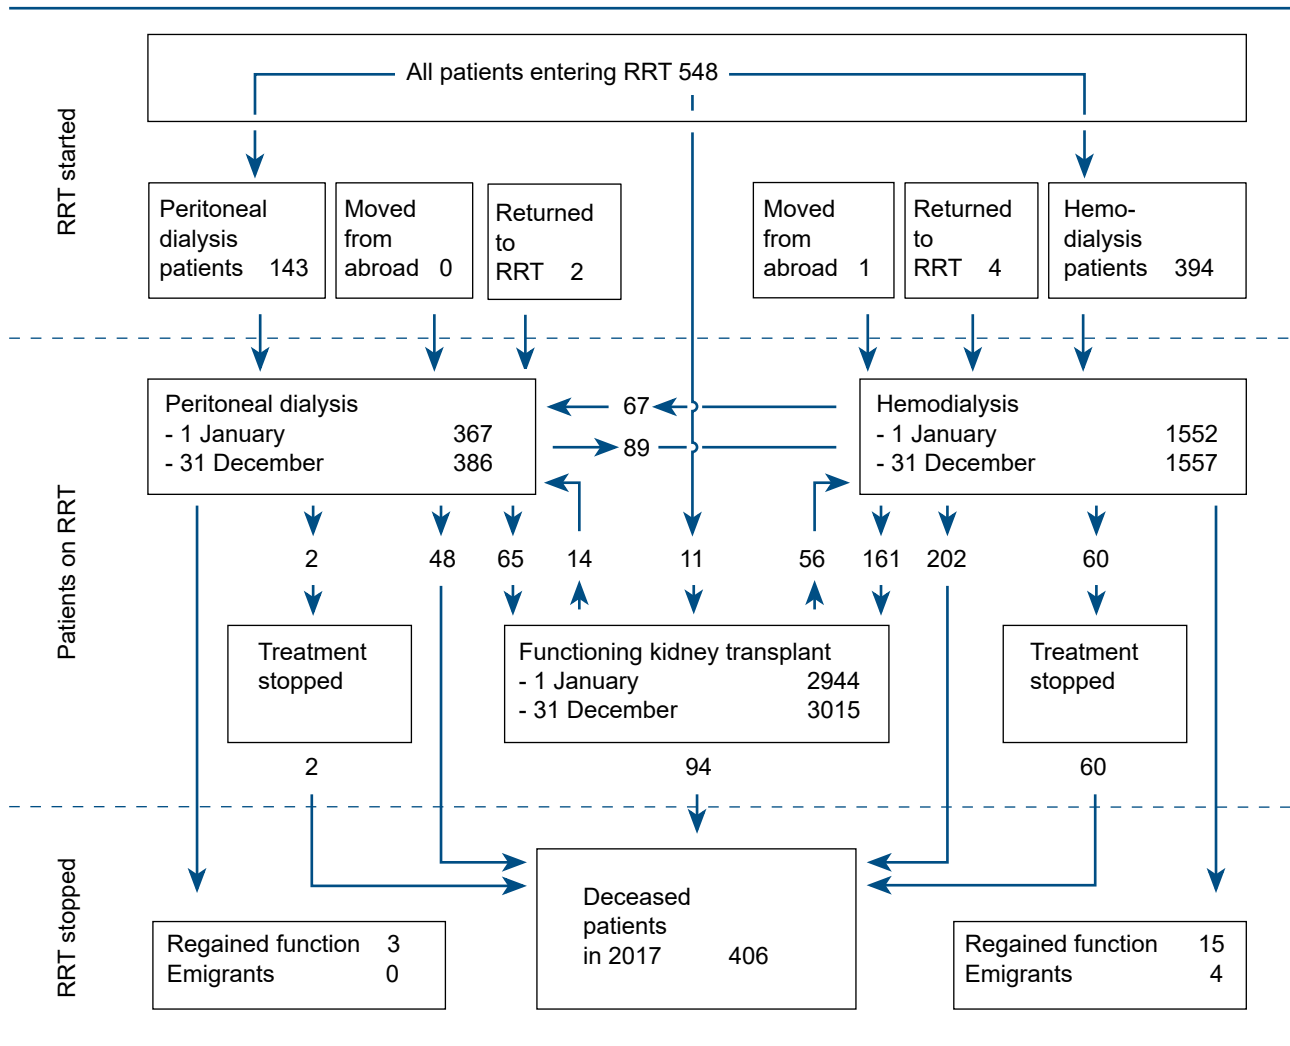 RRT started
All patients entering RRT 548
Peritoneal
dialysis
patients 143
Moved
from
abroad 0
Returned
to
RRT 2
Moved
from
abroad 1
Returned
to
RRT 4
Hemo-
dialysis
patients 394
Patients on RRT
Peritoneal dialysis
- 1 January 367
- 31 December 386
67
89
Hemodialysis
- 1 January 1552
- 31 December 1557
2
48
65
14
11
56
161
202
60
Treatment
stopped
Functioning kidney transplant
- 1 January 2944
- 31 December 3015
Treatment
stopped
2
94
60
RRT stopped
Regained function 3
Emigrants 0
Deceased
patients
in 2017 406
Regained function 15
Emigrants 4